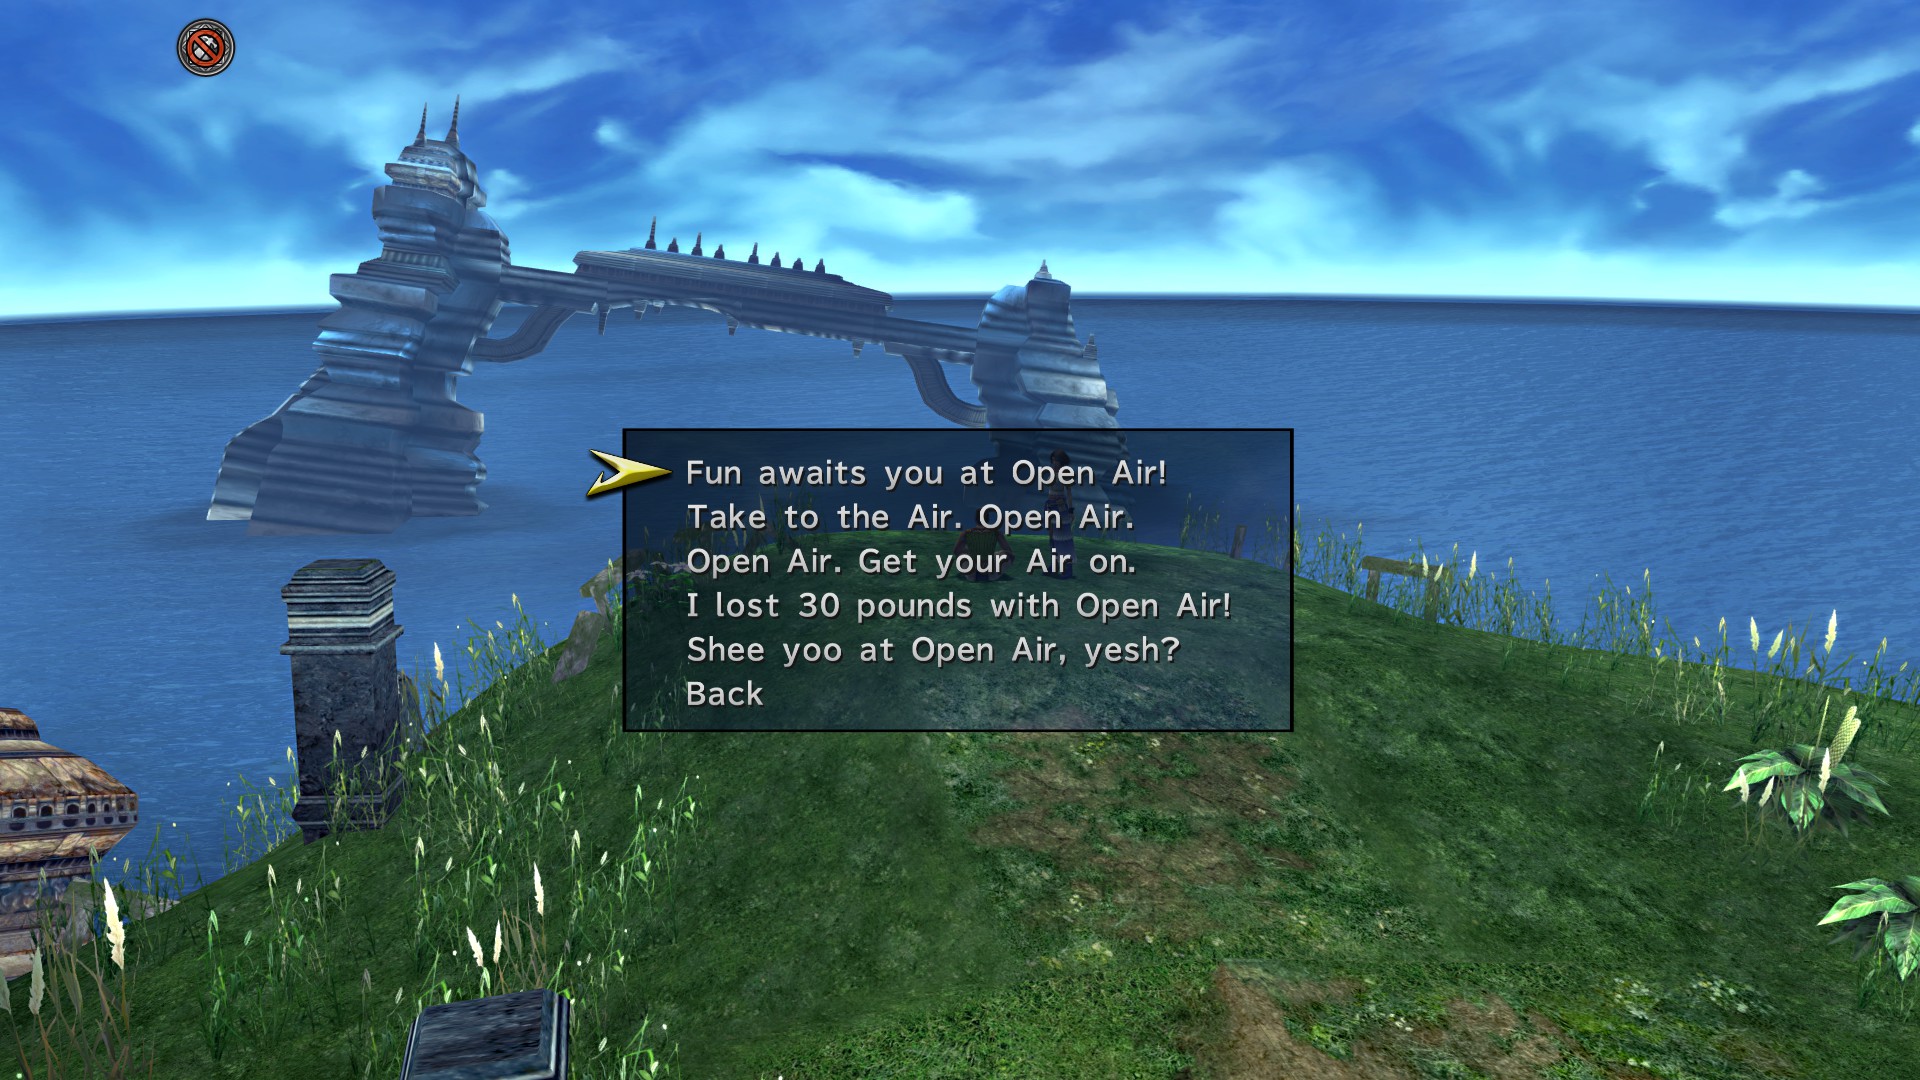 Fun awaits you at Open Air!
Take to the Air. Open Air.
Open Air. Get your Air on.
I lost 30 pounds with Open Air!
Shee yoo at Open Air, yesh?
Back